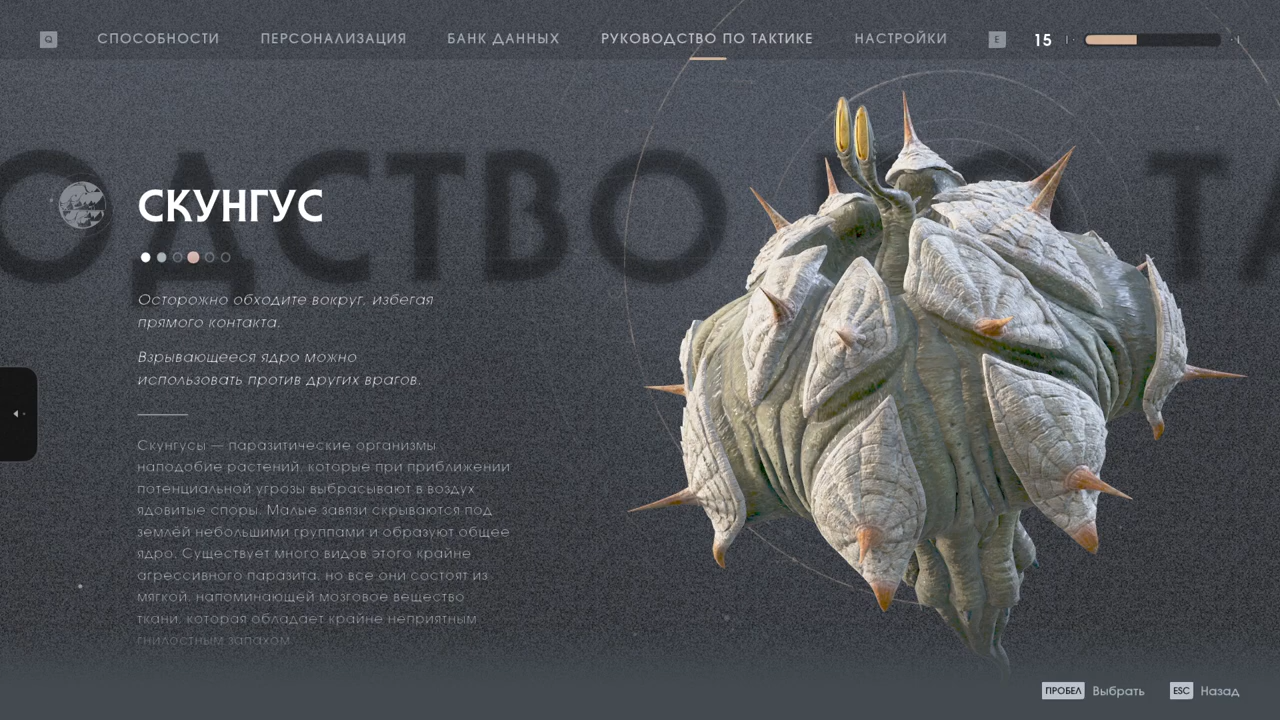 Q СПОСОБНОСТИ ПЕРСОНАЛИЗАЦИЯ БАНК ДАННЫХ РУКОВОДСТВО ПО ТАКТИКЕ НАСТРОЙКИ E 15
ОДСТВО ПО ТА
СКУНГУС
Осторожно обходите вокруг, избегая
прямого контакта.
Взрывающееся ядро можно
использовать против других врагов.
Скунгусы — паразитические организмы
наподобие растений, которые при приближении
потенциальной угрозы выбрасывают в воздух
ядовитые споры. Малые завязи скрываются под
землёй небольшими группами и образуют общее
ядро. Существует много видов этого крайне
агрессивного паразита, но все они состоят из
мягкой, напоминающей мозговое вещество
ткани, которая обладает крайне неприятным
гнилостным запахом.
ПРОБЕЛ Выбрать ESC Назад